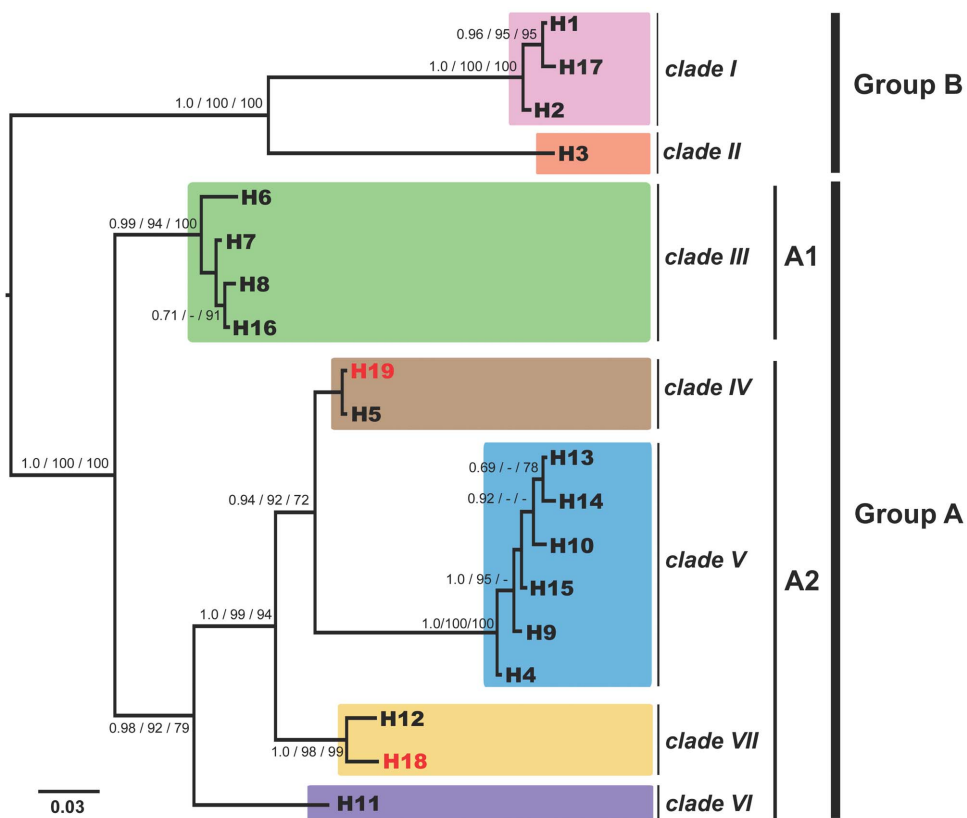 H1
0.96 / 95 / 95
H17
1.0 / 100 / 100
clade I
Group B
1.0 / 100 / 100
H2
H3
clade II
H6
0.99 / 94 / 100
H7
clade III
A1
H8
0.71 / - / 91
H16
H19
clade IV
H5
H13
0.69 / - / 78
1.0 / 100 / 100
0.94 / 92 / 72
0.92 / - / -
H14
Group A
H10
clade V
1.0 / 95 / -
H15
A2
1.0 / 99 / 94
1.0/100/100
H9
H4
H12
0.98 / 92 / 79
1.0 / 98 / 99
clade VII
H18
0.03
H11
clade VI